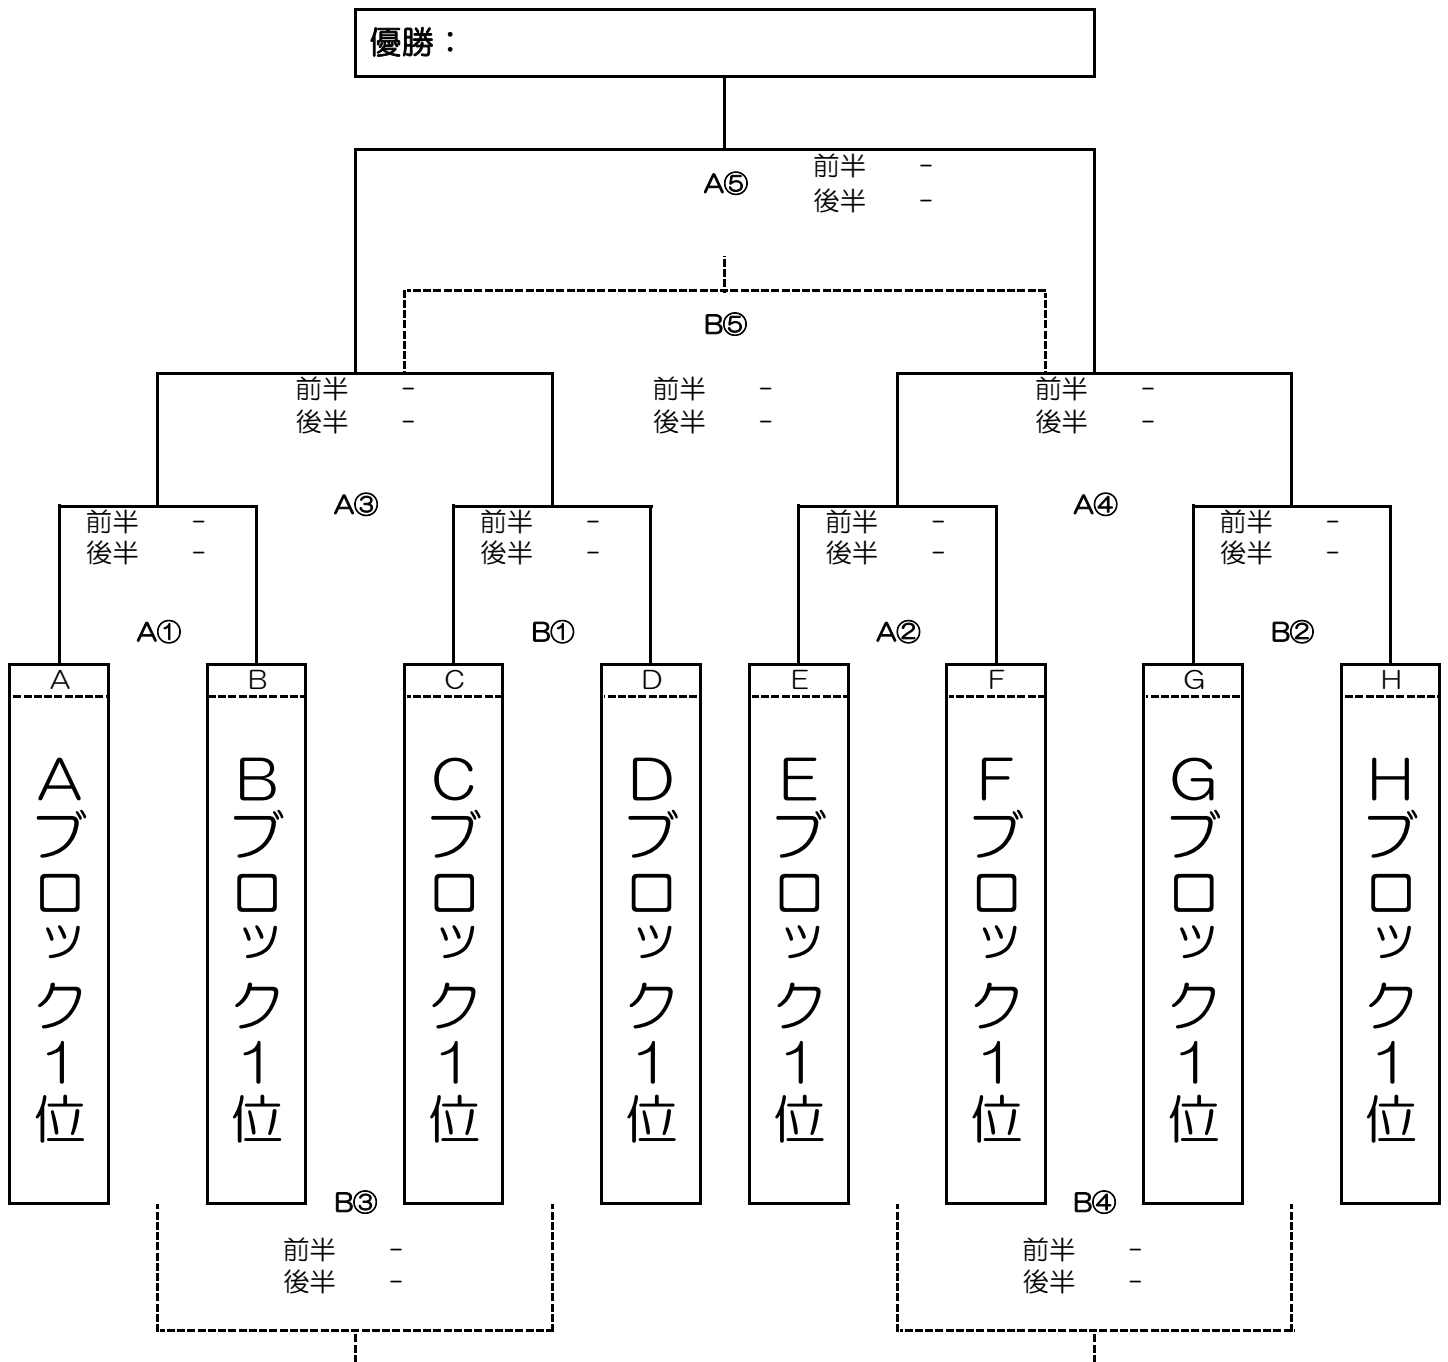 優勝：
前半 -
A⑤
後半 -
B⑤
前半 - 前半 - 前半 -
後半 - 後半 - 後半 -
A③ A④
前半 - 前半 - 前半 - 前半 -
後半 - 後半 - 後半 - 後半 -
A① B① A② B②
A B C D E F G H
Aブロック1位
Bブロック1位
Cブロック1位
Dブロック1位
Eブロック1位
Fブロック1位
Gブロック1位
Hブロック1位
B③ B④
前半 - 前半 -
後半 - 後半 -